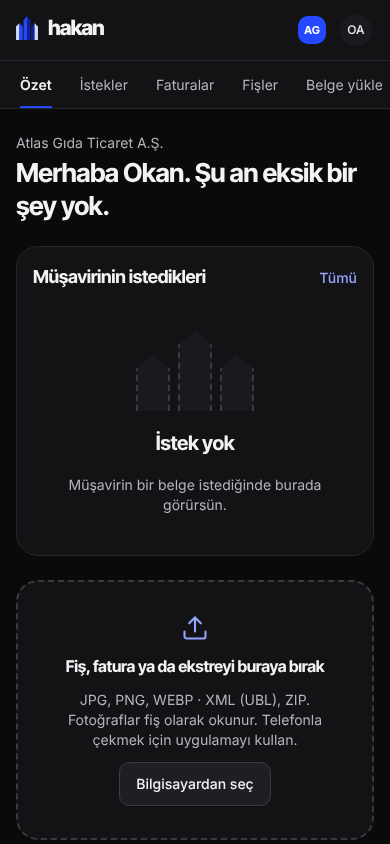 hakan
AG
OA
Özet
İstekler
Faturalar
Fişler
Belge yükle
Atlas Gıda Ticaret A.Ş.
Merhaba Okan. Şu an eksik bir
şey yok.
Müşavirinin istedikleri
Tümü
İstek yok
Müşavirin bir belge istediğinde burada
görürsün.
Fiş, fatura ya da ekstreyi buraya bırak
JPG, PNG, WEBP · XML (UBL), ZIP.
Fotoğraflar fiş olarak okunur. Telefonla
çekmek için uygulamayı kullan.
Bilgisayardan seç